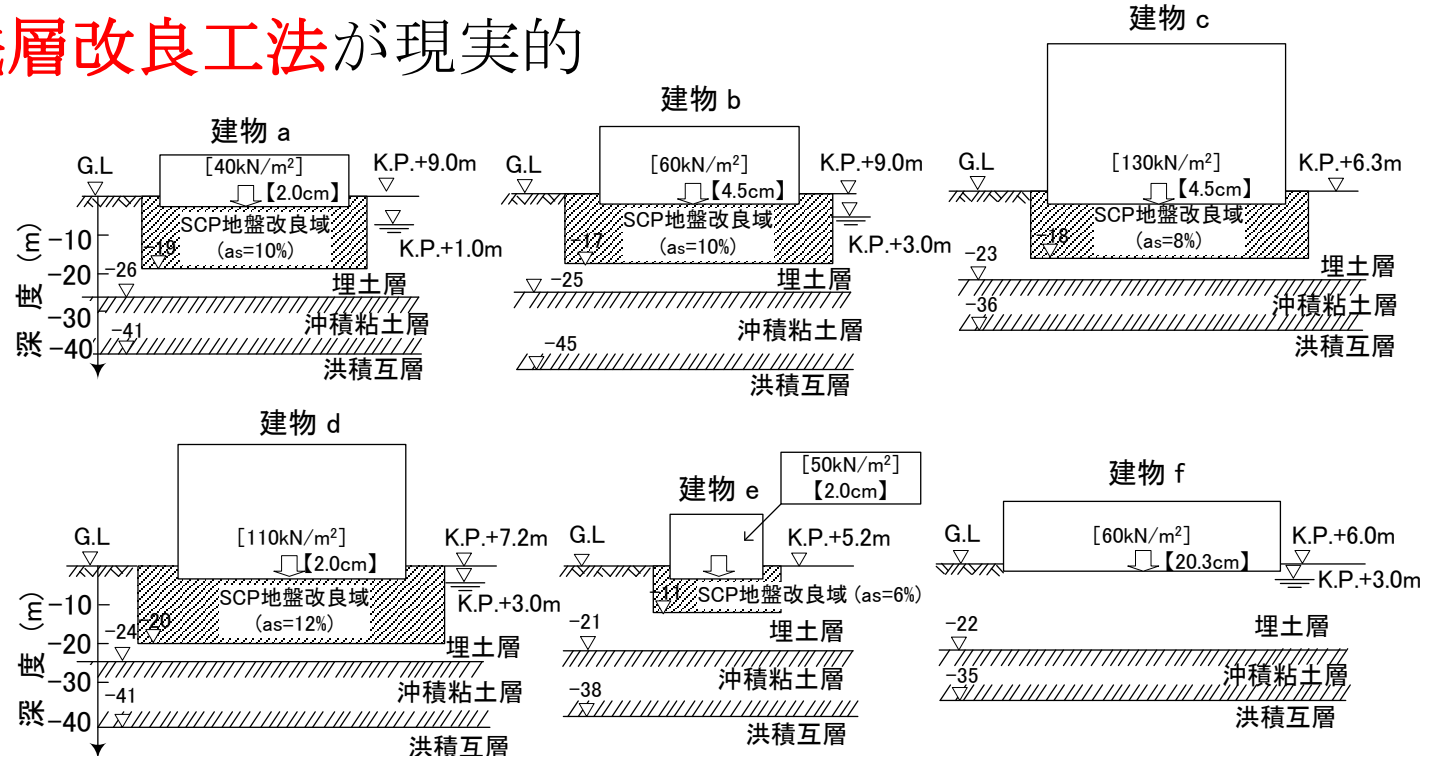 層改良工法が現実的
建物 a
G.L
[40kN/m²]
【2.0cm】
K.P.+9.0m
SCP地盤改良域
(as=10%)
K.P.+1.0m
深 度 (m)
-10
-20
-30
-40
-19
-26
埋土層
沖積粘土層
-41
洪積互層
建物 b
G.L
[60kN/m²]
【4.5cm】
K.P.+9.0m
SCP地盤改良域
(as=10%)
K.P.+3.0m
-17
埋土層
-25
沖積粘土層
-45
洪積互層
建物 c
G.L
[130kN/m²]
【4.5cm】
K.P.+6.3m
SCP地盤改良域
(as=8%)
-18
-23
埋土層
沖積粘土層
-36
洪積互層
建物 d
G.L
[110kN/m²]
【2.0cm】
K.P.+7.2m
SCP地盤改良域
(as=12%)
K.P.+3.0m
深 度 (m)
-10
-20
-30
-40
-20
-24
埋土層
沖積粘土層
-41
洪積互層
建物 e
[50kN/m²]
【2.0cm】
G.L
K.P.+5.2m
-11
SCP地盤改良域 (as=6%)
-21
埋土層
沖積粘土層
-38
洪積互層
建物 f
G.L
[60kN/m²]
【20.3cm】
K.P.+6.0m
K.P.+3.0m
-22
埋土層
沖積粘土層
-35
洪積互層